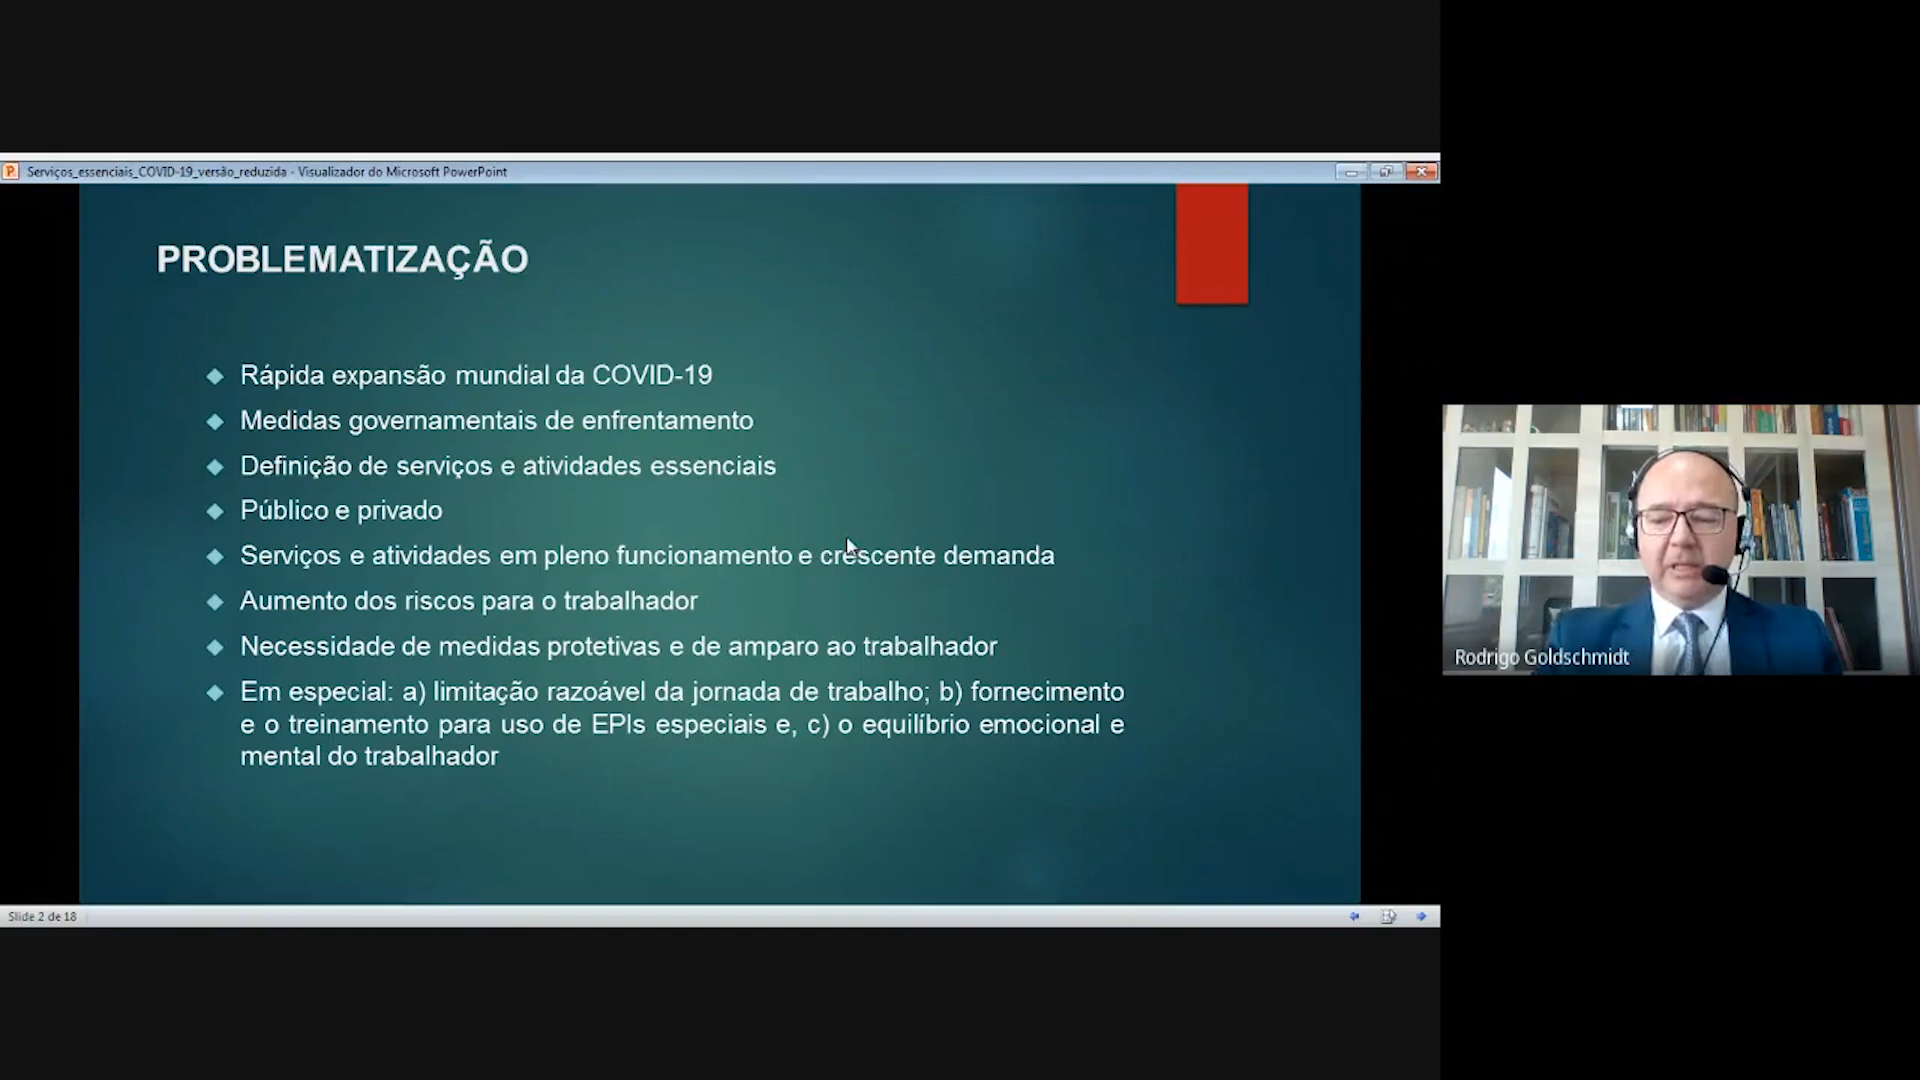 Serviços_essenciais_COVID-19_versão_reduzida - Visualizador do Microsoft PowerPoint
PROBLEMATIZAÇÃO
Rápida expansão mundial da COVID-19
Medidas governamentais de enfrentamento
Definição de serviços e atividades essenciais
Público e privado
Serviços e atividades em pleno funcionamento e crescente demanda
Aumento dos riscos para o trabalhador
Necessidade de medidas protetivas e de amparo ao trabalhador
Em especial: a) limitação razoável da jornada de trabalho; b) fornecimento
e o treinamento para uso de EPIs especiais e, c) o equilíbrio emocional e
mental do trabalhador
Rodrigo Goldschmidt
Slide 2 de 18